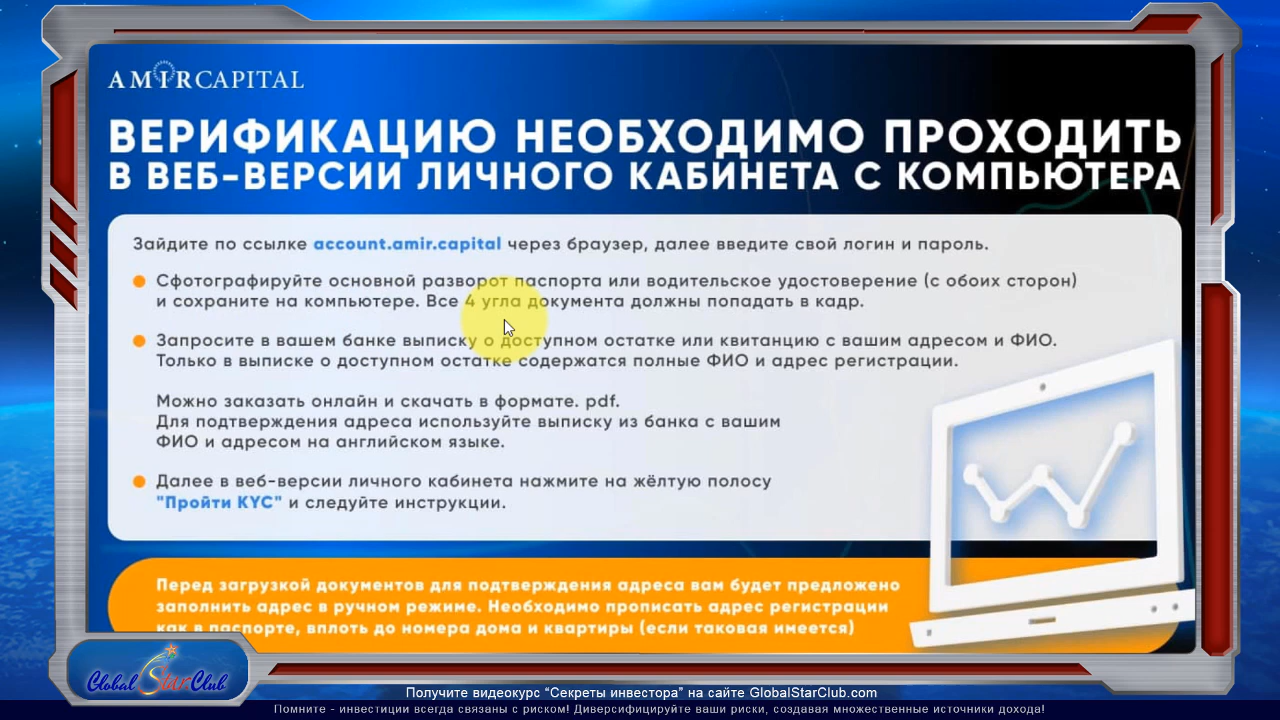 AMIRCAPITAL
ВЕРИФИКАЦИЮ НЕОБХОДИМО ПРОХОДИТЬ
В ВЕБ-ВЕРСИИ ЛИЧНОГО КАБИНЕТА С КОМПЬЮТЕРА
Зайдите по ссылке account.amir.capital через браузер, далее введите свой логин и пароль.
Сфотографируйте основной разворот паспорта или водительское удостоверение (с обоих сторон)
и сохраните на компьютере. Все 4 угла документа должны попадать в кадр.
Запросите в вашем банке выписку о доступном остатке или квитанцию с вашим адресом и ФИО.
Только в выписке о доступном остатке содержатся полные ФИО и адрес регистрации.
Можно заказать онлайн и скачать в формате. pdf.
Для подтверждения адреса используйте выписку из банка с вашим
ФИО и адресом на английском языке.
Далее в веб-версии личного кабинета нажмите на жёлтую полосу
"Пройти KYC" и следуйте инструкции.
Перед загрузкой документов для подтверждения адреса вам будет предложено
заполнить адрес в ручном режиме. Необходимо прописать адрес регистрации
как в паспорте, вплоть до номера дома и квартиры (если таковая имеется)
Global Star Club
Получите видеокурс “Секреты инвестора” на сайте GlobalStarClub.com
Помните - инвестиции всегда связаны с риском! Диверсифицируйте ваши риски, создавая множественные источники дохода!